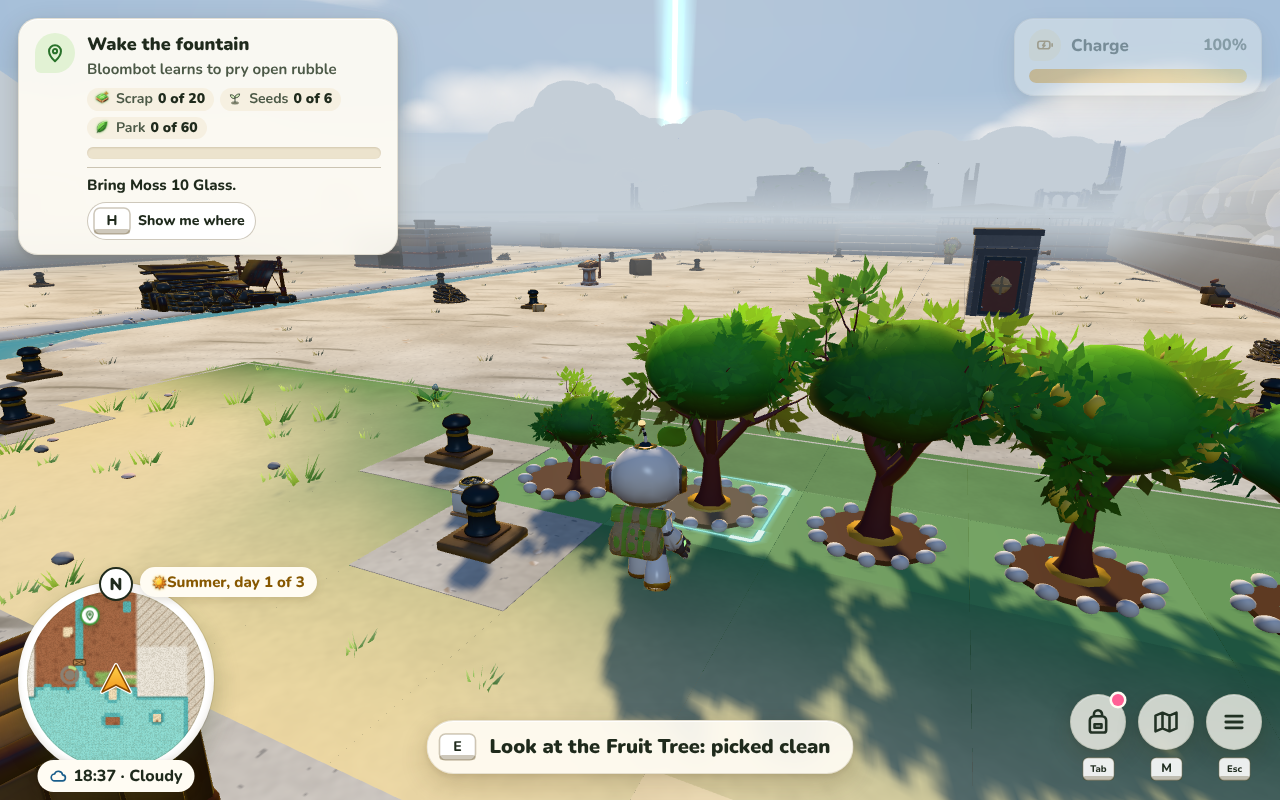 Wake the fountain
Bloombot learns to pry open rubble
Scrap 0 of 20 Seeds 0 of 6
Park 0 of 60
Bring Moss 10 Glass.
H Show me where
Charge 100%
N
Summer, day 1 of 3
18:37 · Cloudy
E Look at the Fruit Tree: picked clean
Tab M Esc